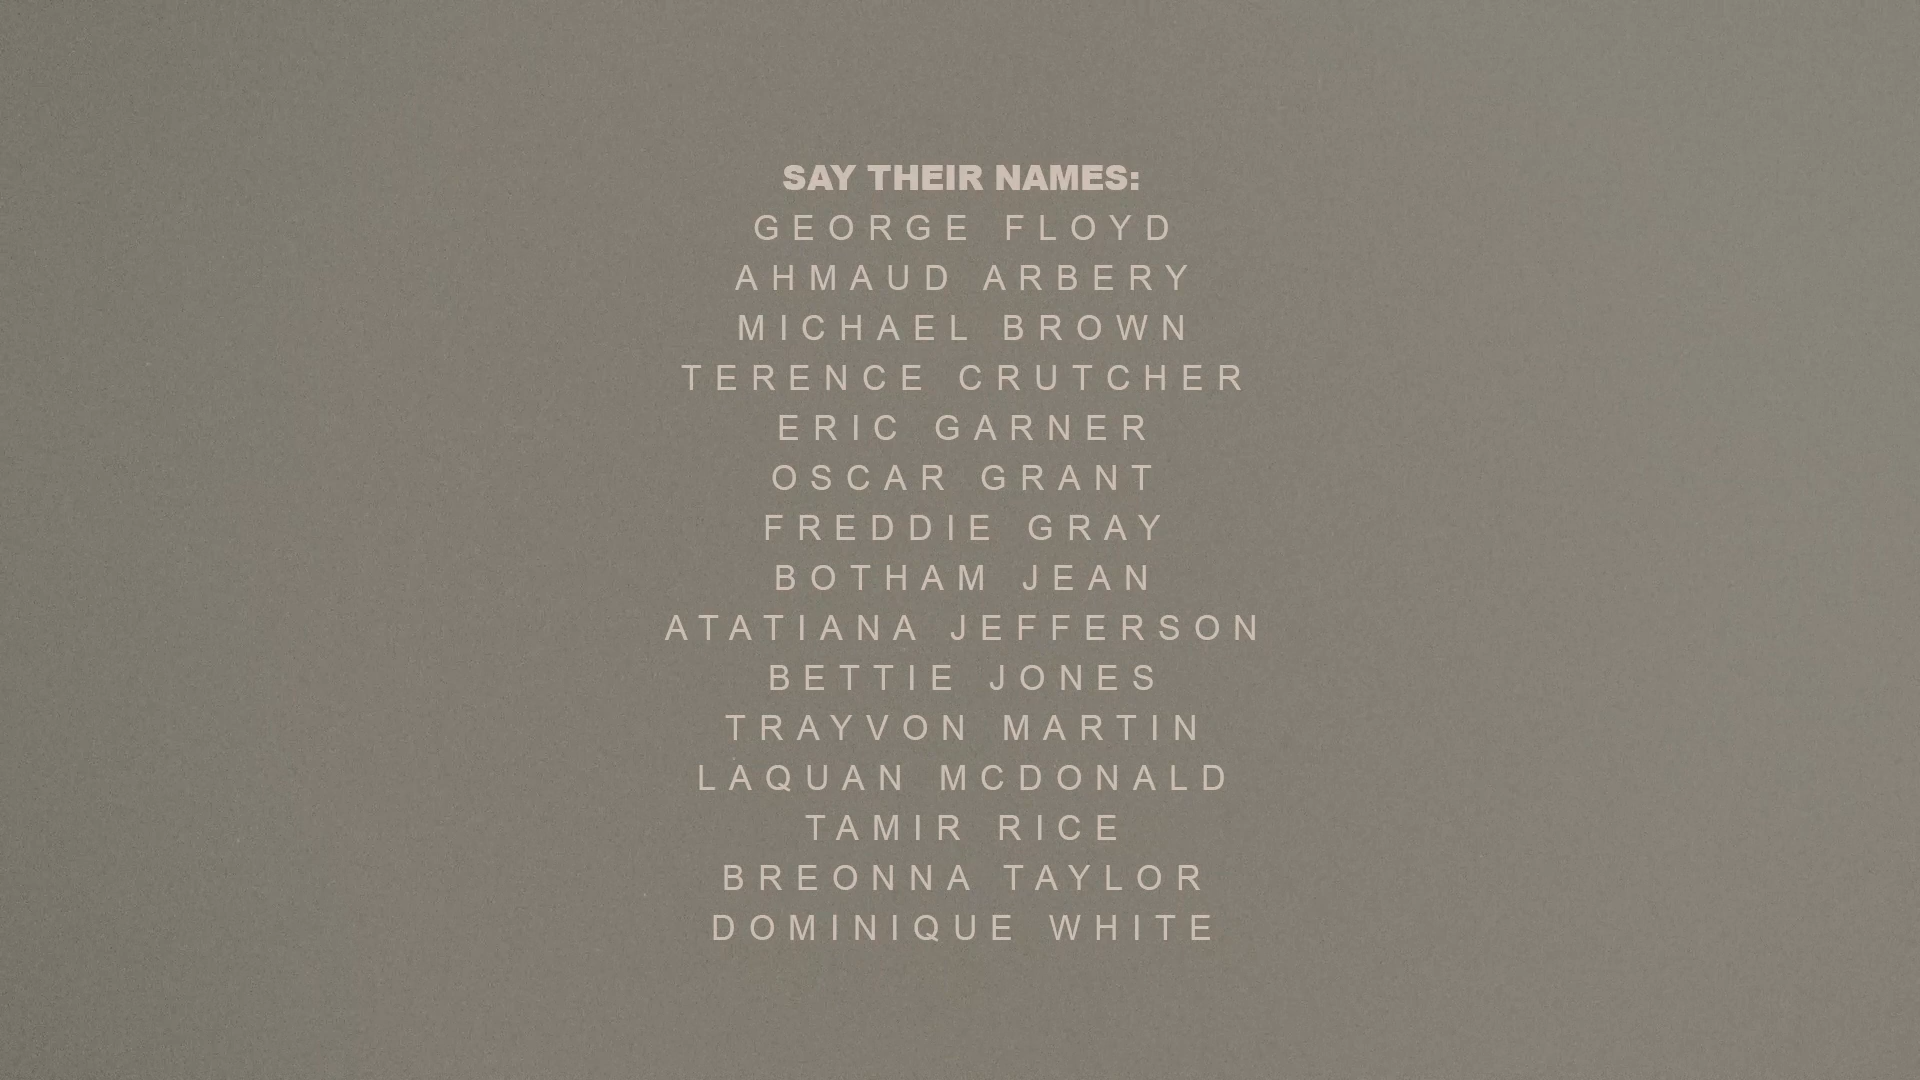 SAY THEIR NAMES:
GEORGE FLOYD
AHMAUD ARBERY
MICHAEL BROWN
TERENCE CRUTCHER
ERIC GARNER
OSCAR GRANT
FREDDIE GRAY
BOTHAM JEAN
ATATIANA JEFFERSON
BETTIE JONES
TRAYVON MARTIN
LAQUAN MCDONALD
TAMIR RICE
BREONNA TAYLOR
DOMINIQUE WHITE